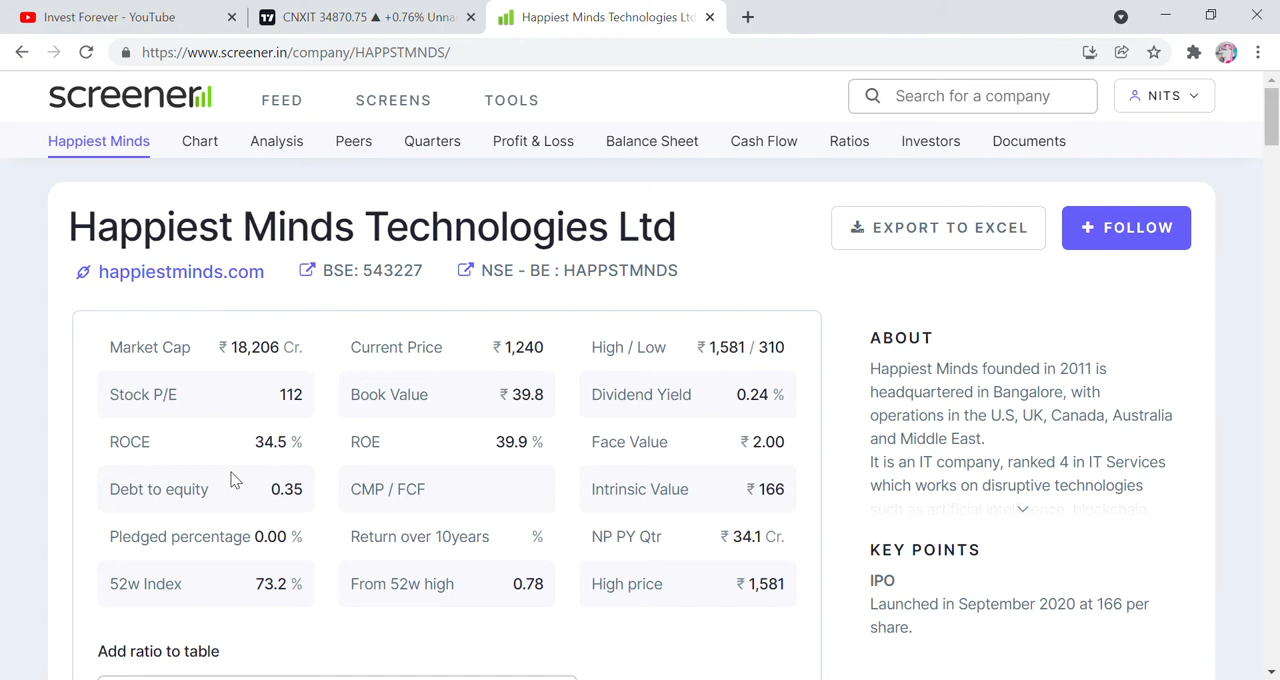 Invest Forever - YouTube
CNXIT 34870.75 ▲ +0.76% Unna
Happiest Minds Technologies Ltd
https://www.screener.in/company/HAPPSTMNDS/
screener
FEED
SCREENS
TOOLS
Search for a company
NITS
Happiest Minds
Chart
Analysis
Peers
Quarters
Profit & Loss
Balance Sheet
Cash Flow
Ratios
Investors
Documents
Happiest Minds Technologies Ltd
EXPORT TO EXCEL
+ FOLLOW
happiestminds.com
BSE: 543227
NSE - BE : HAPPSTMNDS
Market Cap ₹ 18,206 Cr.
Current Price ₹ 1,240
High / Low ₹ 1,581 / 310
Stock P/E 112
Book Value ₹ 39.8
Dividend Yield 0.24 %
ROCE 34.5 %
ROE 39.9 %
Face Value ₹ 2.00
Debt to equity 0.35
CMP / FCF
Intrinsic Value ₹ 166
Pledged percentage 0.00 %
Return over 10years %
NP PY Qtr ₹ 34.1 Cr.
52w Index 73.2 %
From 52w high 0.78
High price ₹ 1,581
Add ratio to table
ABOUT
Happiest Minds founded in 2011 is
headquartered in Bangalore, with
operations in the U.S, UK, Canada, Australia
and Middle East.
It is an IT company, ranked 4 in IT Services
which works on disruptive technologies
such as artificial intelligence, blockchain,
KEY POINTS
IPO
Launched in September 2020 at 166 per
share.